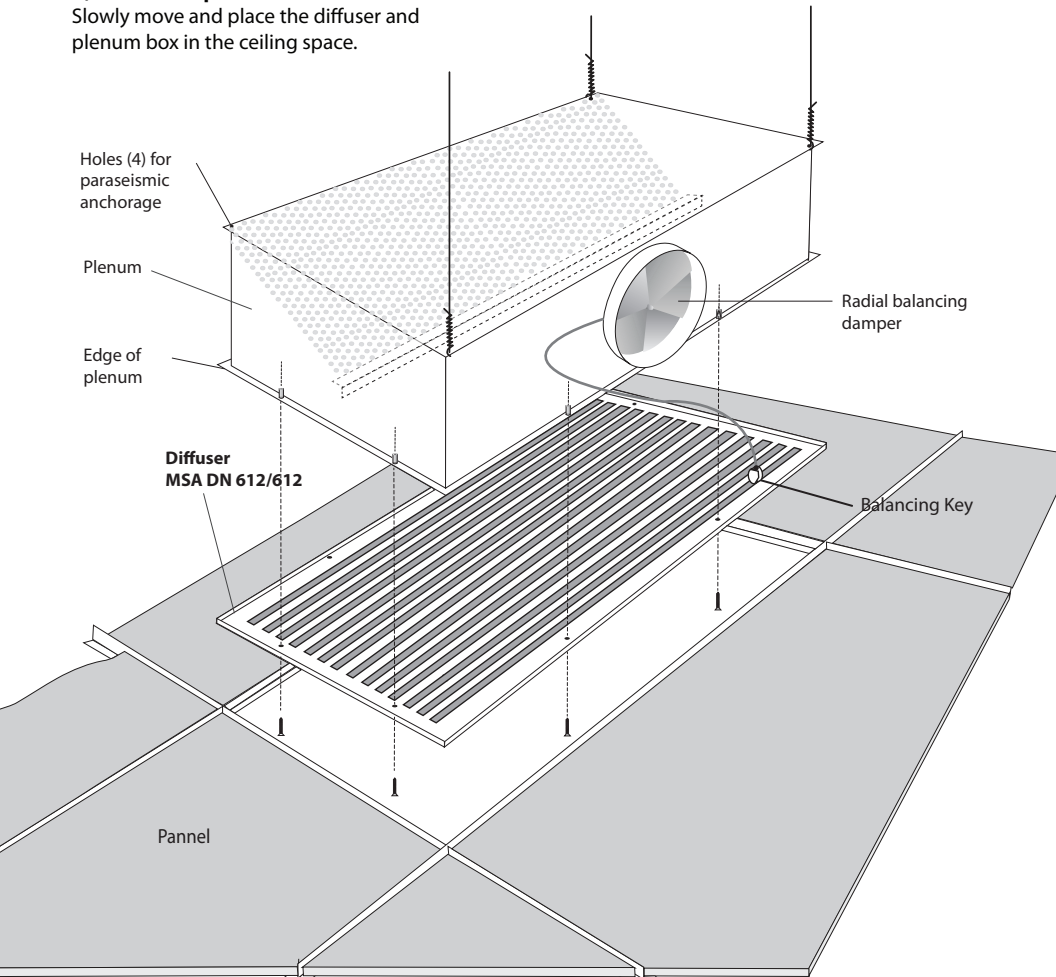 Slowly move and place the diffuser and
plenum box in the ceiling space.
Holes (4) for
paraseismic
anchorage
Plenum
Edge of
plenum
Radial balancing
damper
Diffuser
MSA DN 612/612
Balancing Key
Pannel